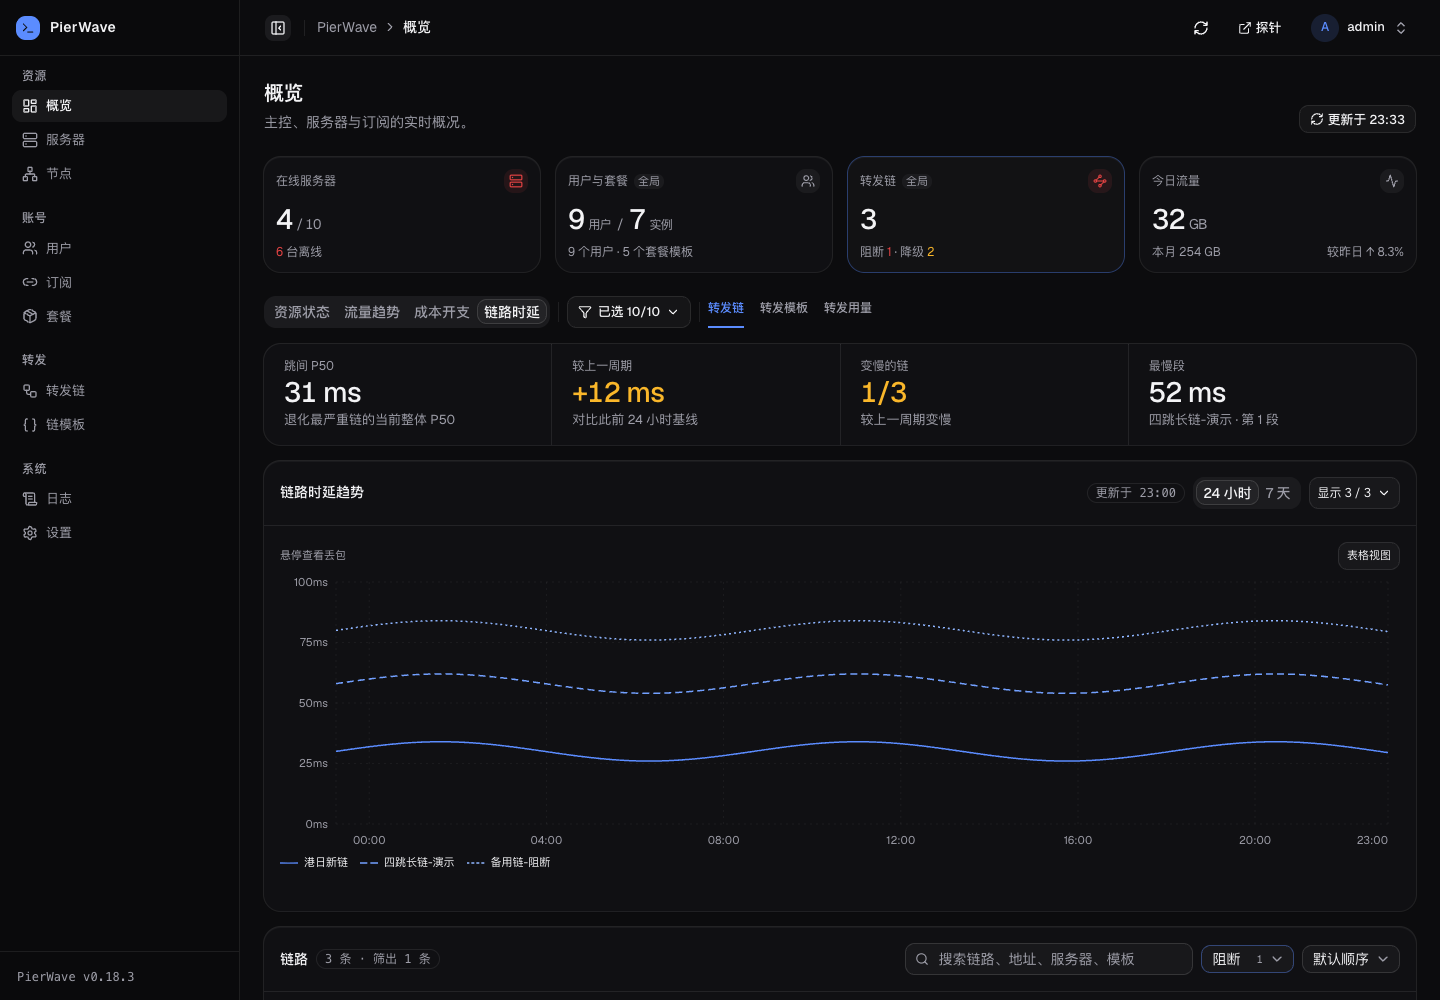 PierWave
PierWave > 概览
探针
A admin
资源
概览
服务器
节点
账号
用户
订阅
套餐
转发
转发链
链模板
系统
日志
设置
PierWave v0.18.3
概览
主控、服务器与订阅的实时概况。
更新于 23:33
在线服务器
4 / 10
6 台离线
用户与套餐 全局
9 用户 / 7 实例
9 个用户 · 5 个套餐模板
转发链 全局
3
阻断 1 · 降级 2
今日流量
32 GB
本月 254 GB 较昨日 ↑ 8.3%
资源状态 流量趋势 成本开支 链路时延
已选 10/10
转发链 转发模板 转发用量
跳间 P50
31 ms
退化最严重链的当前整体 P50
较上一周期
+12 ms
对比此前 24 小时基线
变慢的链
1/3
较上一周期变慢
最慢段
52 ms
四跳长链-演示 · 第 1 段
链路时延趋势
更新于 23:00
24 小时 7 天
显示 3 / 3
悬停查看丢包
表格视图
100ms
75ms
50ms
25ms
0ms
00:00 04:00 08:00 12:00 16:00 20:00 23:00
港日新链 四跳长链-演示 备用链-阻断
链路 3 条 · 筛出 1 条
搜索链路、地址、服务器、模板
阻断 1
默认顺序